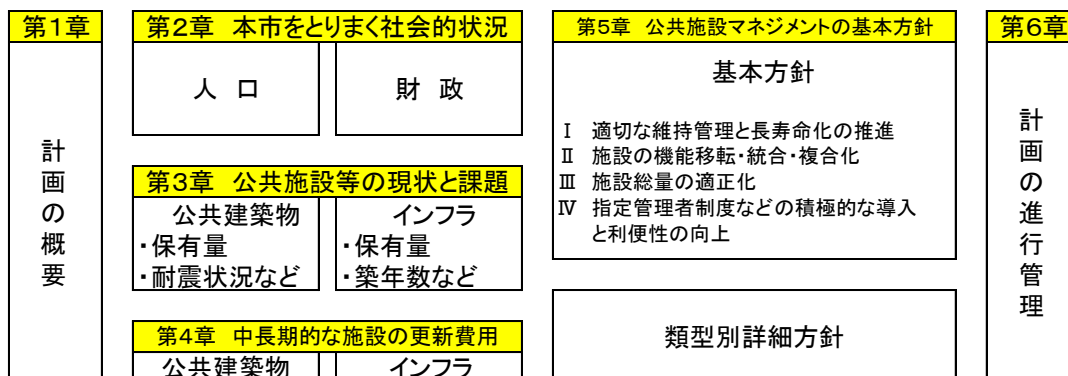 第1章
計画の概要
第2章 本市をとりまく社会的状況
人 口
財 政
第3章 公共施設等の現状と課題
公共建築物
・保有量
・耐震状況など
インフラ
・保有量
・築年数など
第4章 中長期的な施設の更新費用
公共建築物
インフラ
第5章 公共施設マネジメントの基本方針
基本方針
Ⅰ 適切な維持管理と長寿命化の推進
Ⅱ 施設の機能移転・統合・複合化
Ⅲ 施設総量の適正化
Ⅳ 指定管理者制度などの積極的な導入
と利便性の向上
類型別詳細方針
第6章
計画の進行管理